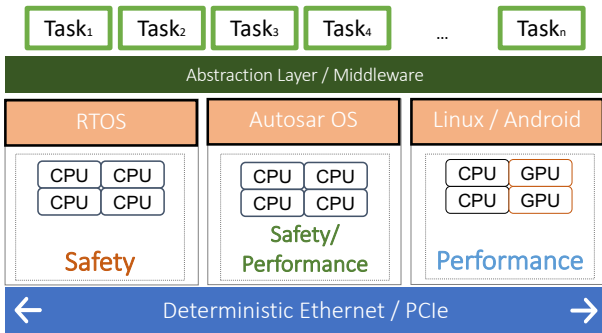 Task₁ Task₂ Task₃ Task₄ ... Taskₙ
Abstraction Layer / Middleware
RTOS Autosar OS Linux / Android
CPU CPU CPU CPU CPU GPU
CPU CPU CPU CPU CPU GPU
Safety Safety/ Performance
Performance
Deterministic Ethernet / PCIe